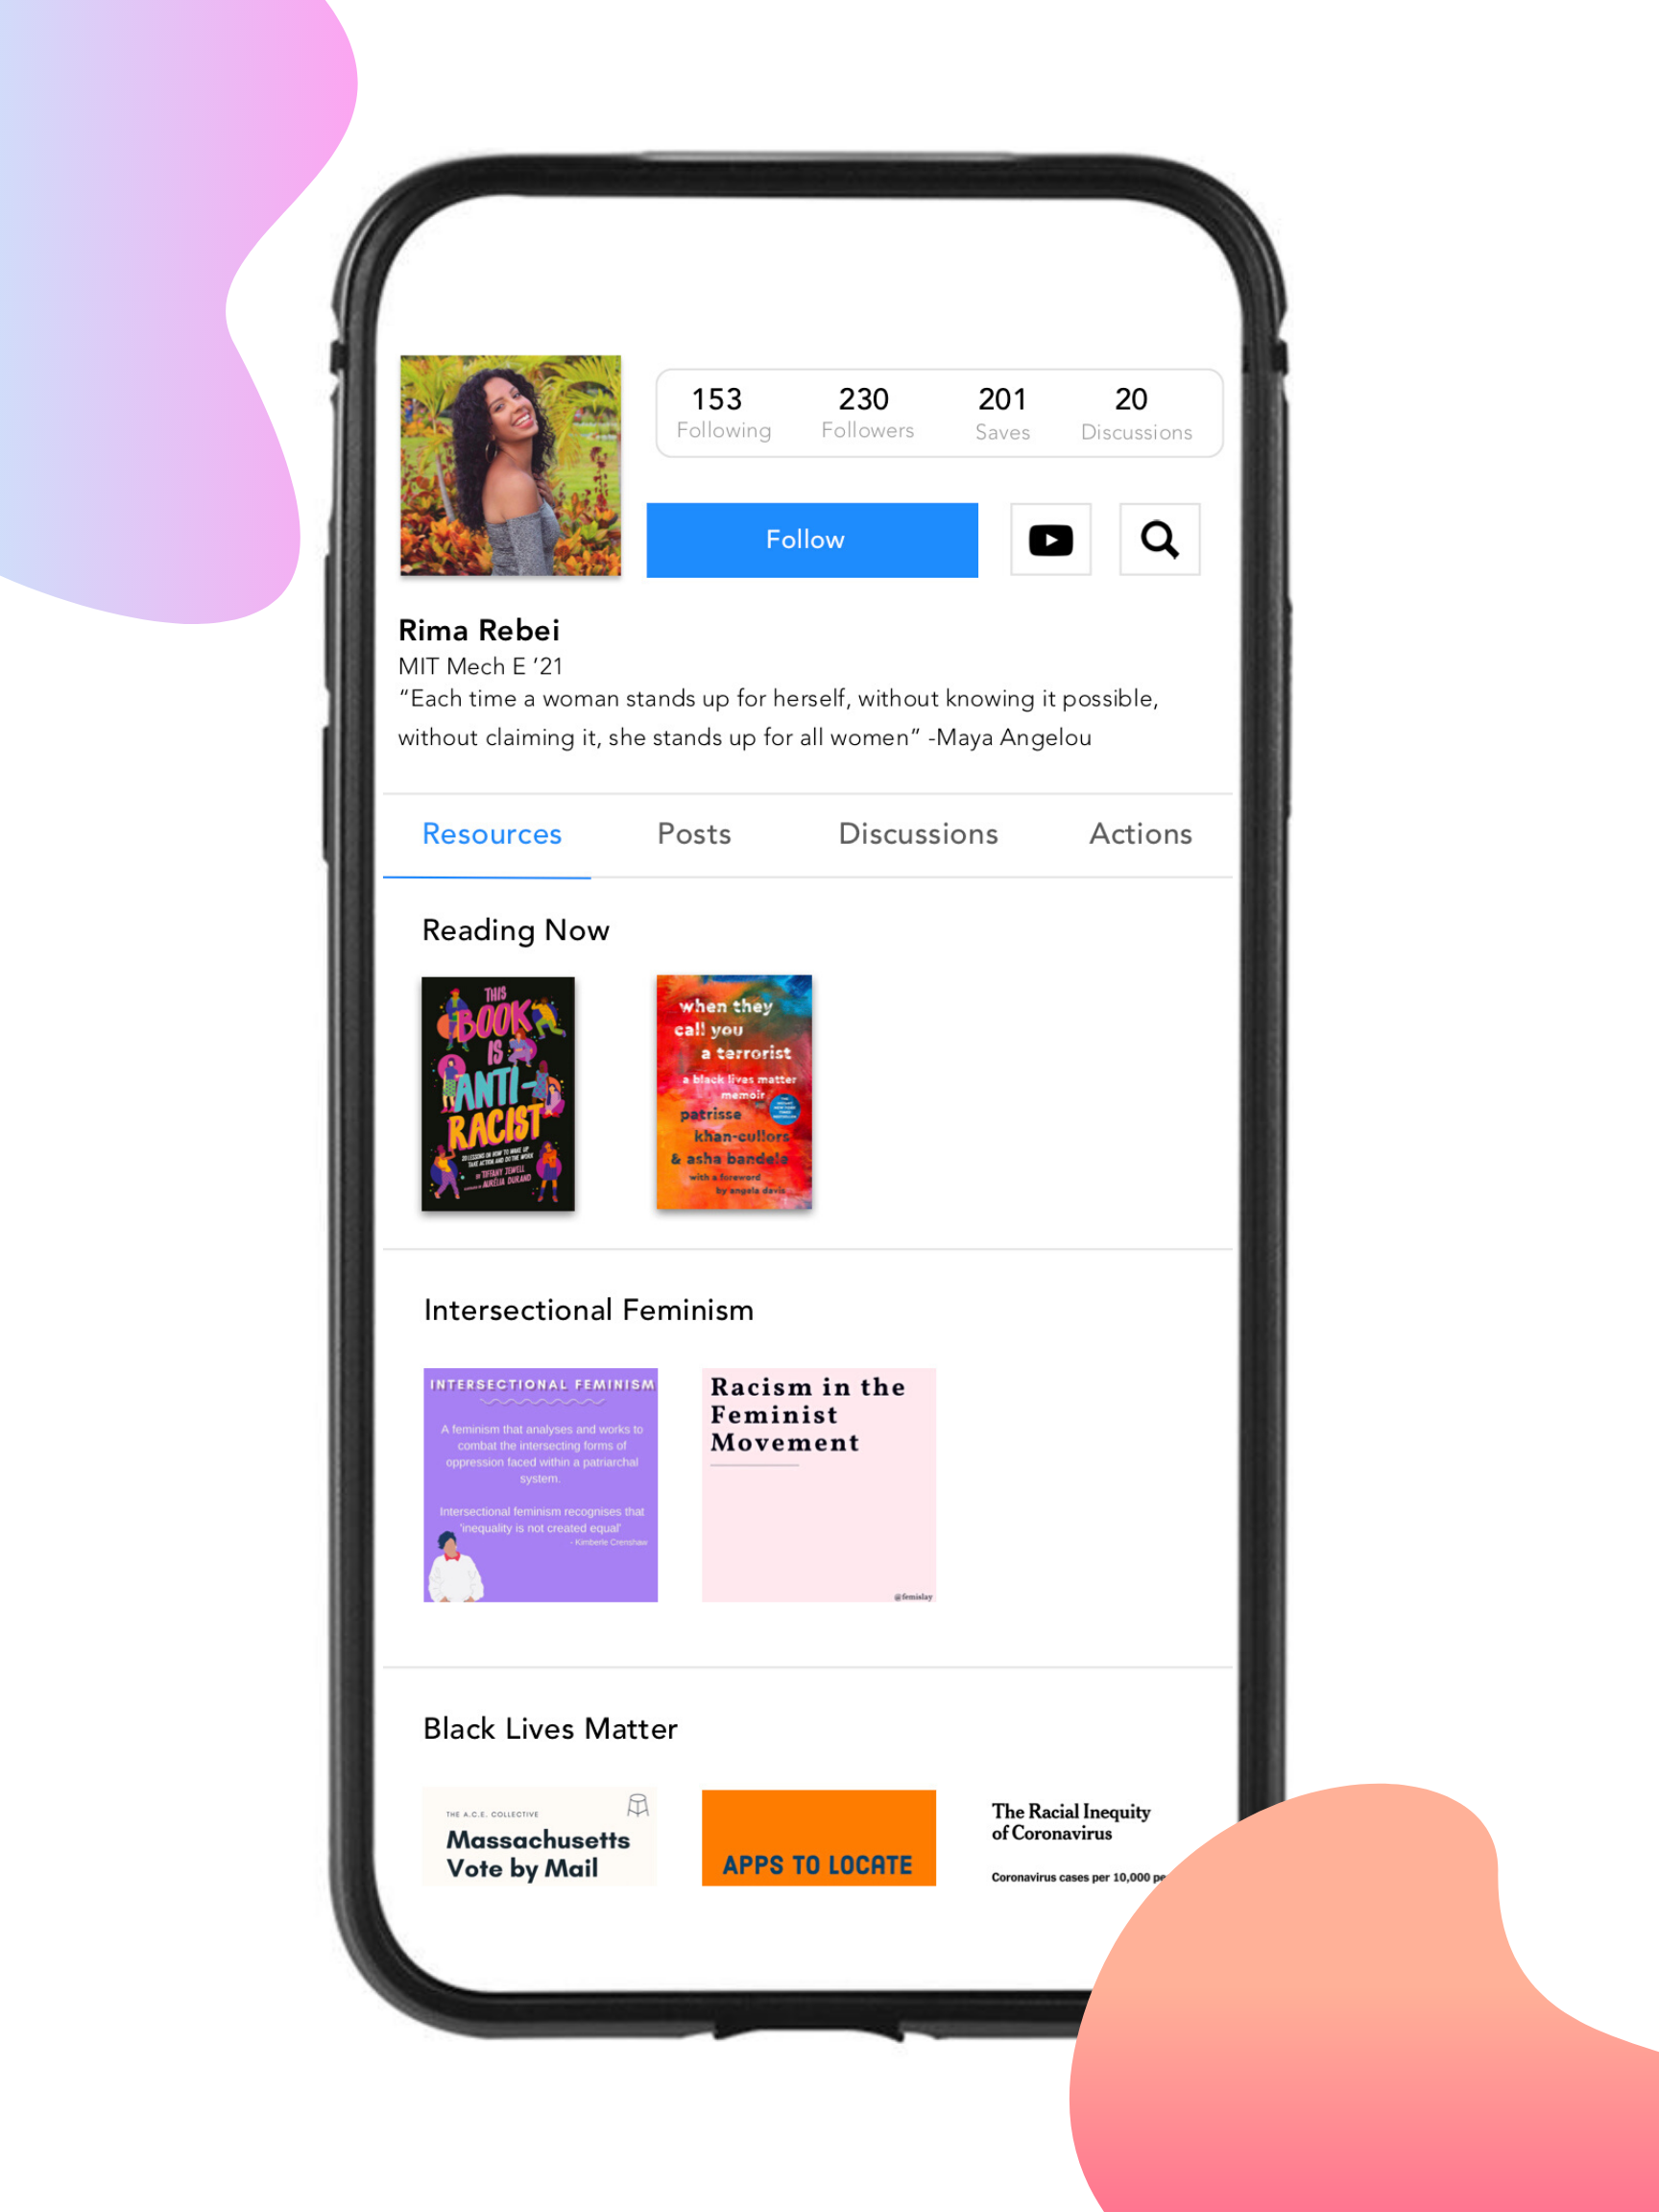 153
Following
230
Followers
201
Saves
20
Discussions
Follow
Rima Rebei
MIT Mech E ‘21
“Each time a woman stands up for herself, without knowing it possible,
without claiming it, she stands up for all women” -Maya Angelou
Resources
Posts
Discussions
Actions
Reading Now
THIS
BOOK
IS
ANTI-
RACIST
20 LESSONS ON HOW TO WAKE UP,
TAKE ACTION AND DO THE WORK
BY TIFFANY JEWELL
AURÉLIA DURAND
when they
call you
a terrorist
a black lives matter
memoir
patrisse
khan-cullors
& asha bandele
with a foreword
by angela davis
Intersectional Feminism
INTERSECTIONAL FEMINISM
A feminism that analyses and works to
combat the intersecting forms of
oppression faced within a patriarchal
system.
Intersectional feminism recognises that
'inequality is not created equal'
- Kimberle Crenshaw
Racism in the
Feminist
Movement
@femislay
Black Lives Matter
THE A.C.E. COLLECTIVE
Massachusetts
Vote by Mail
APPS TO LOCATE
The Racial Inequity
of Coronavirus
Coronavirus cases per 10,000 pe